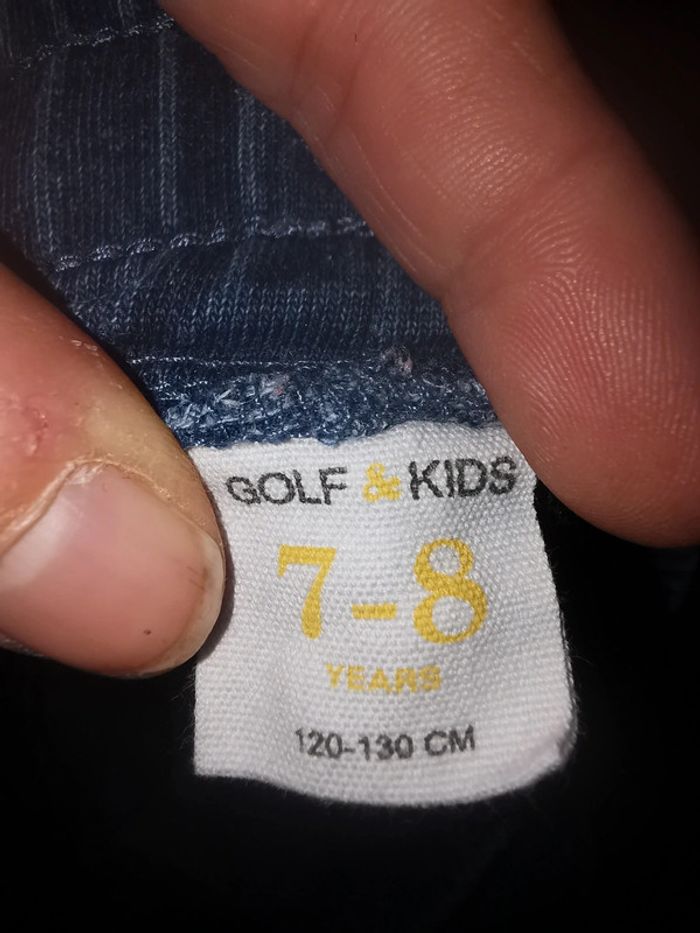 GOLF & KIDS
7-8
YEARS
120-130 CM